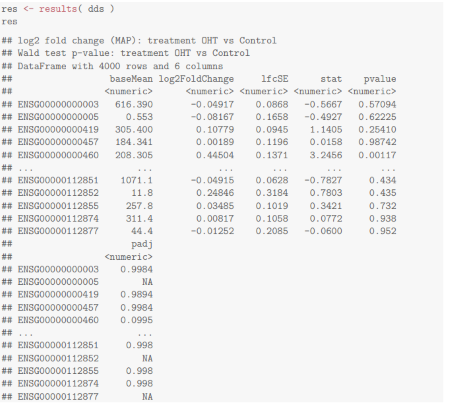 res <- results( dds )
res
## log2 fold change (MAP): treatment OHT vs Control
## Wald test p-value: treatment OHT vs Control
## DataFrame with 4000 rows and 6 columns
## baseMean log2FoldChange lfcSE stat pvalue
## <numeric> <numeric> <numeric> <numeric> <numeric>
## ENSG00000000003 616.390 -0.04917 0.0868 -0.5667 0.57094
## ENSG00000000005 0.553 -0.08167 0.1658 -0.4927 0.62225
## ENSG00000000419 305.400 0.10779 0.0945 1.1405 0.25410
## ENSG00000000457 184.341 0.00189 0.1196 0.0158 0.98742
## ENSG00000000460 208.305 0.44504 0.1371 3.2456 0.00117
## ... ... ... ... ... ...
## ENSG00000112851 1071.1 -0.04915 0.0628 -0.7827 0.434
## ENSG00000112852 11.8 0.24846 0.3184 0.7803 0.435
## ENSG00000112855 257.8 0.03485 0.1019 0.3421 0.732
## ENSG00000112874 311.4 0.00817 0.1058 0.0772 0.938
## ENSG00000112877 44.4 -0.01252 0.2085 -0.0600 0.952
## padj
## <numeric>
## ENSG00000000003 0.9984
## ENSG00000000005 NA
## ENSG00000000419 0.9894
## ENSG00000000457 0.9984
## ENSG00000000460 0.0995
## ... ...
## ENSG00000112851 0.998
## ENSG00000112852 NA
## ENSG00000112855 0.998
## ENSG00000112874 0.998
## ENSG00000112877 NA